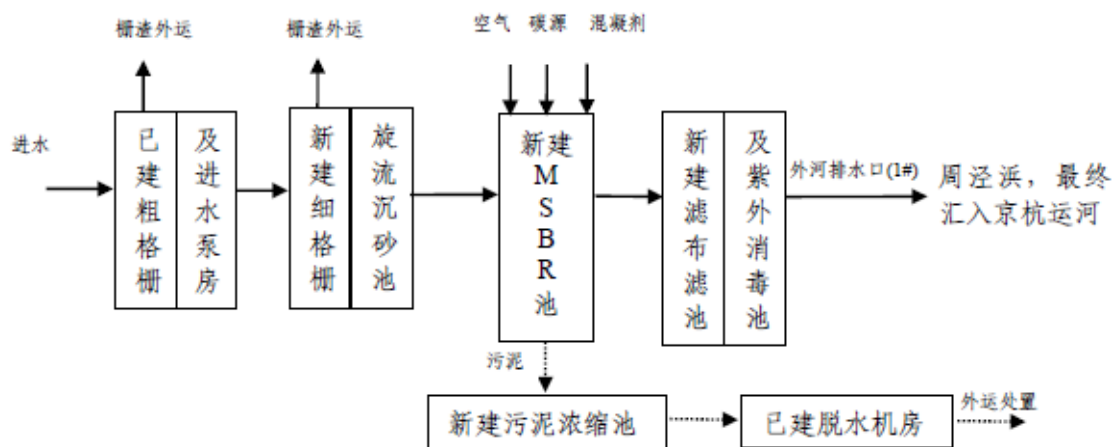 栅渣外运
栅渣外运
空气 碳源 混凝剂
进水
已建粗格栅
及进水泵房
新建细格栅
旋流沉砂池
新建
MSBR池
新建滤布滤池
及紫外消毒池
外河排水口(1#)
周泾浜，最终
汇入京杭运河
污泥
新建污泥浓缩池
已建脱水机房
外运处置